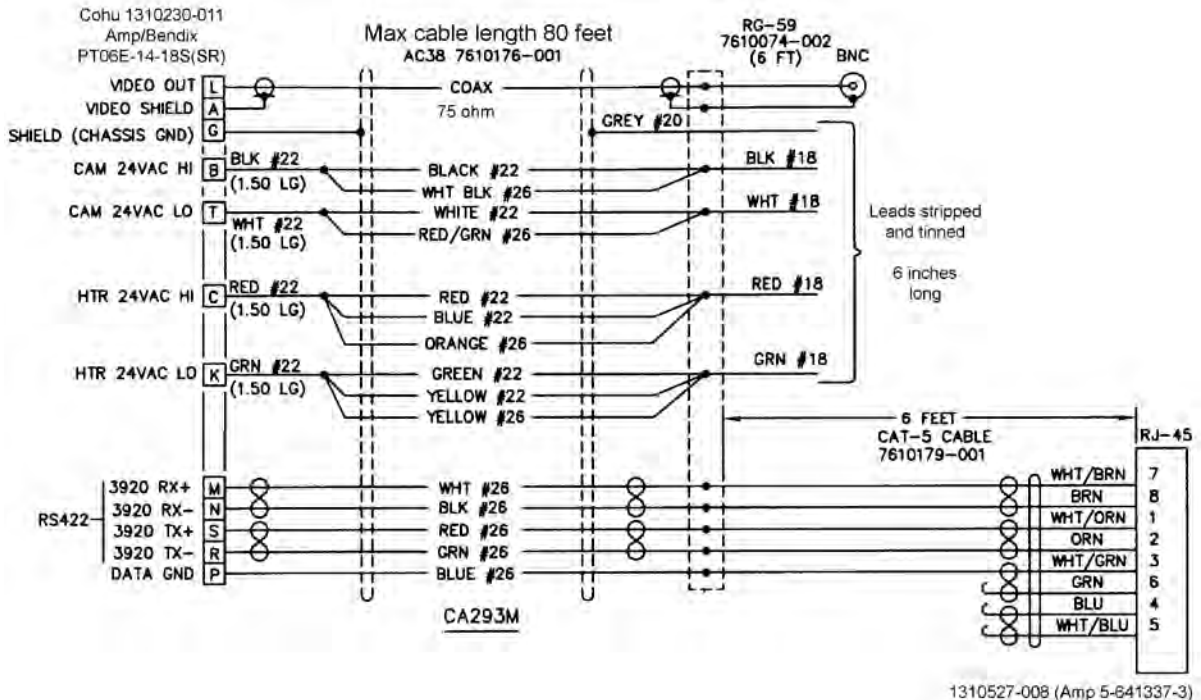 Cohu 1310230-011
Amp/Bendix
PT06E-14-18S(SR)
Max cable length 80 feet
AC38 7610176-001
RG-59
7610074-002
(6 FT)
BNC
VIDEO OUT L COAX
VIDEO SHIELD A 75 ohm
SHIELD (CHASSIS GND) G GREY #20
CAM 24VAC HI B BLK #22 BLACK #22 BLK #18
(1.50 LG) WHT BLK #26
CAM 24VAC LO T WHITE #22 WHT #18
WHT #22 RED/GRN #26
(1.50 LG)
Leads stripped
and tinned
6 inches
long
HTR 24VAC HI C RED #22 RED #22 RED #18
(1.50 LG) BLUE #22
ORANGE #26
HTR 24VAC LO K GRN #22 GREEN #22 GRN #18
(1.50 LG) YELLOW #22
YELLOW #26
6 FEET
CAT-5 CABLE
7610179-001
RJ-45
RS422
3920 RX+ M WHT #26 WHT/BRN 7
3920 RX- N BLK #26 BRN 8
3920 TX+ S RED #26 WHT/ORN 1
3920 TX- R GRN #26 ORN 2
DATA GND P BLUE #26 WHT/GRN 3
GRN 6
BLU 4
WHT/BLU 5
CA293M
1310527-008 (Amp 5-641337-3)